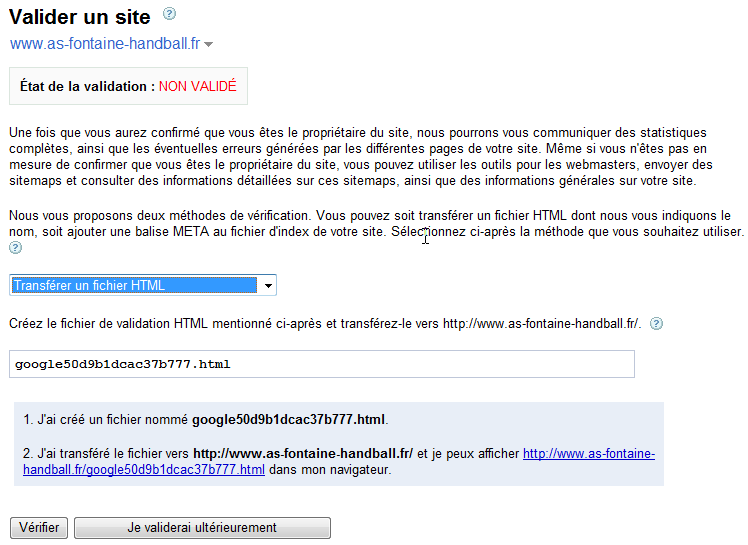 Valider un site ?
www.as-fontaine-handball.fr
État de la validation : NON VALIDÉ
Une fois que vous aurez confirmé que vous êtes le propriétaire du site, nous pourrons vous communiquer des statistiques
complètes, ainsi que les éventuelles erreurs générées par les différentes pages de votre site. Même si vous n'êtes pas en
mesure de confirmer que vous êtes le propriétaire du site, vous pouvez utiliser les outils pour les webmasters, envoyer des
sitemaps et consulter des informations détaillées sur ces sitemaps, ainsi que des informations générales sur votre site.
Nous vous proposons deux méthodes de vérification. Vous pouvez soit transférer un fichier HTML dont nous vous indiquons le
nom, soit ajouter une balise META au fichier d'index de votre site. Sélectionnez ci-après la méthode que vous souhaitez utiliser.
?
Transférer un fichier HTML
Créez le fichier de validation HTML mentionné ci-après et transférez-le vers http://www.as-fontaine-handball.fr/. ?
google50d9b1dcac37b777.html
1. J'ai créé un fichier nommé google50d9b1dcac37b777.html.
2. J'ai transféré le fichier vers http://www.as-fontaine-handball.fr/ et je peux afficher http://www.as-fontaine-
handball.fr/google50d9b1dcac37b777.html dans mon navigateur.
Vérifier Je validerai ultérieurement